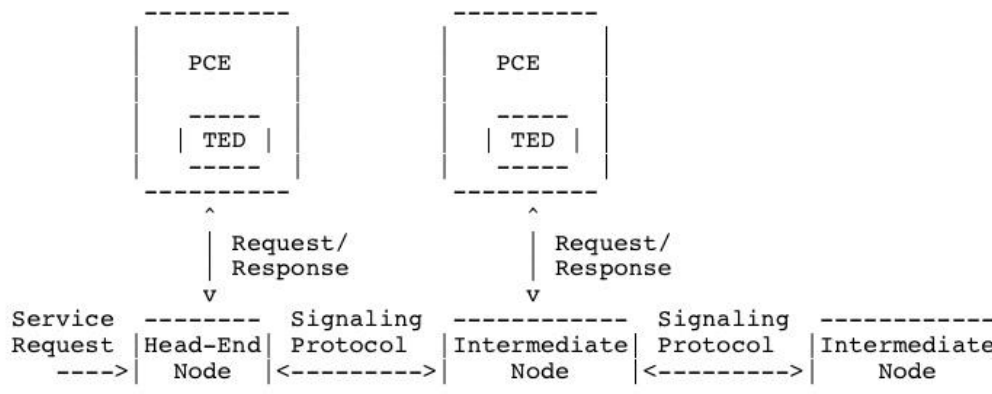 PCE PCE
TED TED
Request/ Request/
Response Response
Service Signaling Signaling
Request Head-End Protocol Intermediate Protocol Intermediate
Node Node Node